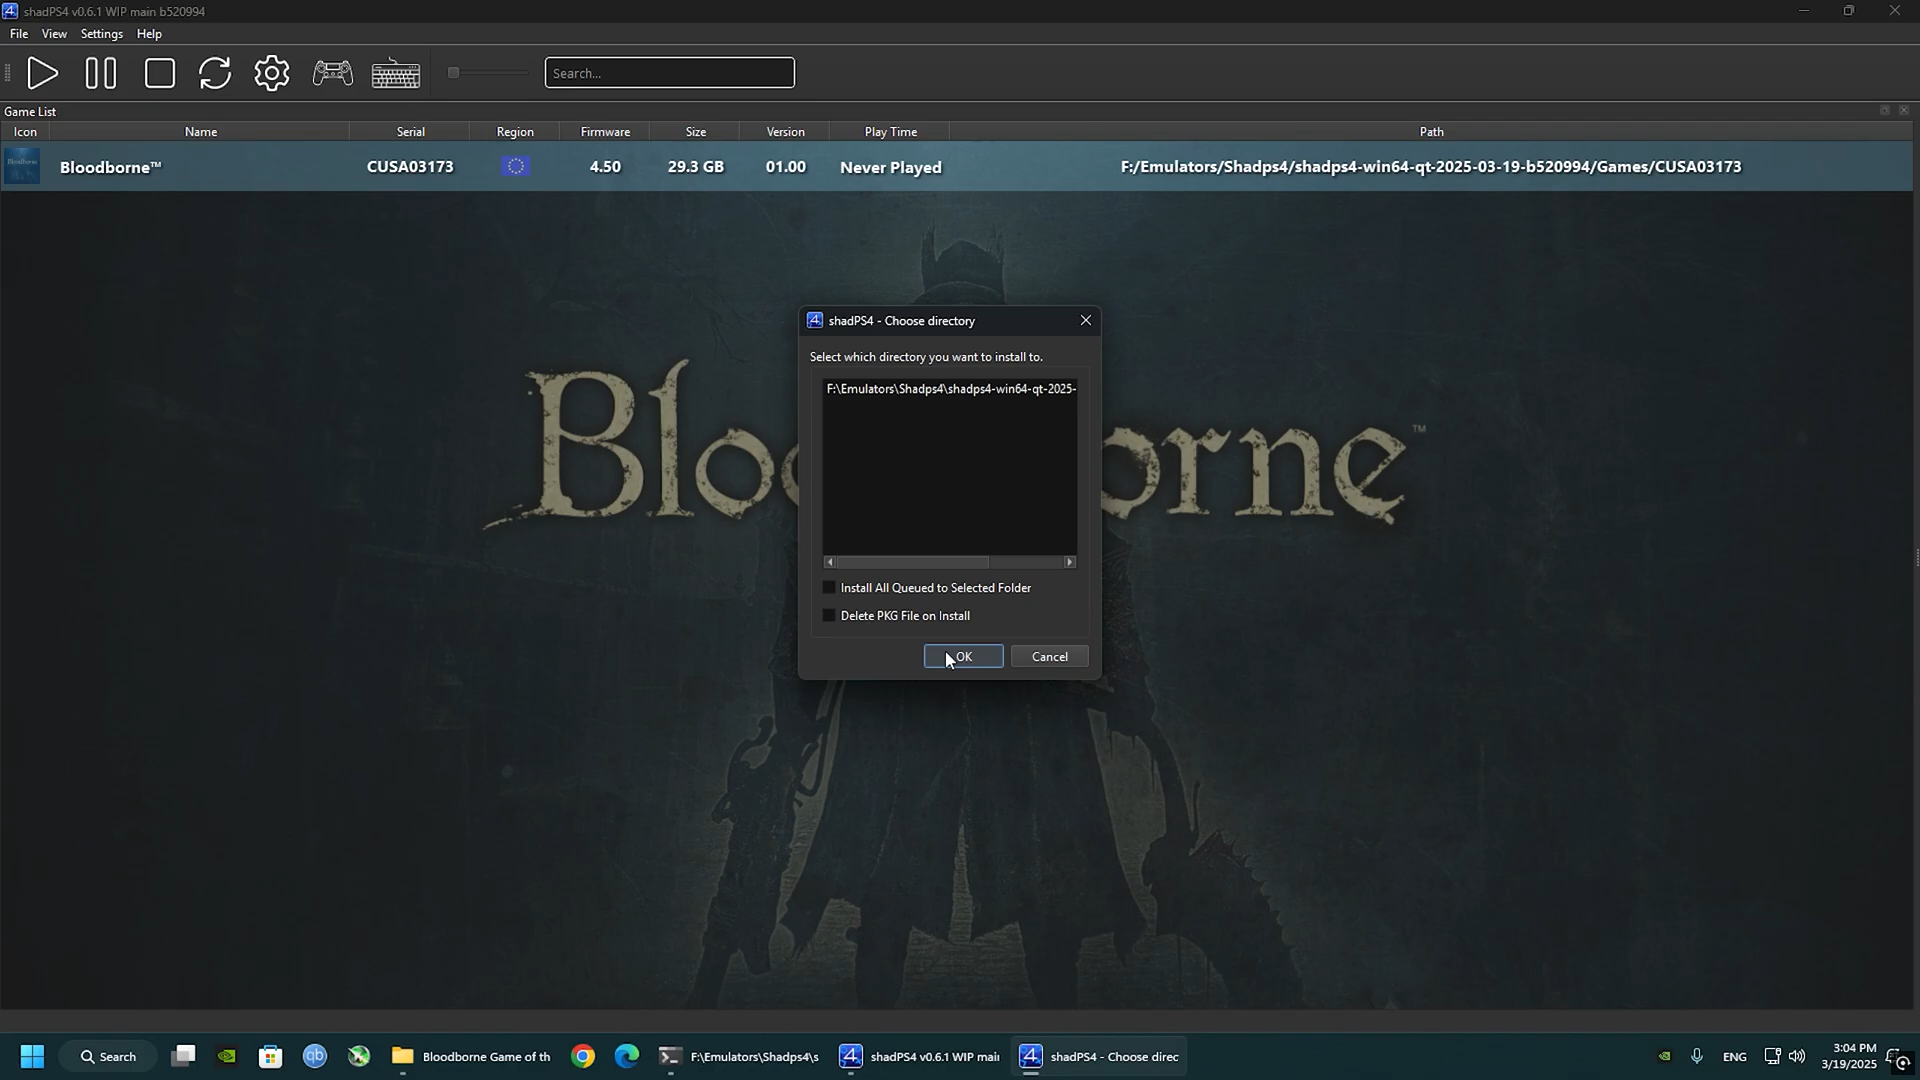 shadPS4 v0.6.1 WIP main b520994
File View Settings Help
Search...
Game List
Icon Name Serial Region Firmware Size Version Play Time Path
Bloodborne™ CUSA03173 4.50 29.3 GB 01.00 Never Played F:/Emulators/Shadps4/shadps4-win64-qt-2025-03-19-b520994/Games/CUSA03173
shadPS4 - Choose directory
Select which directory you want to install to.
F:\Emulators\Shadps4\shadps4-win64-qt-2025-
Bloo orne™
Install All Queued to Selected Folder
Delete PKG File on Install
OK Cancel
Search Bloodborne Game of th F:\Emulators\Shadps4\s shadPS4 v0.6.1 WIP mai shadPS4 - Choose direc ENG 3:04 PM
3/19/2025